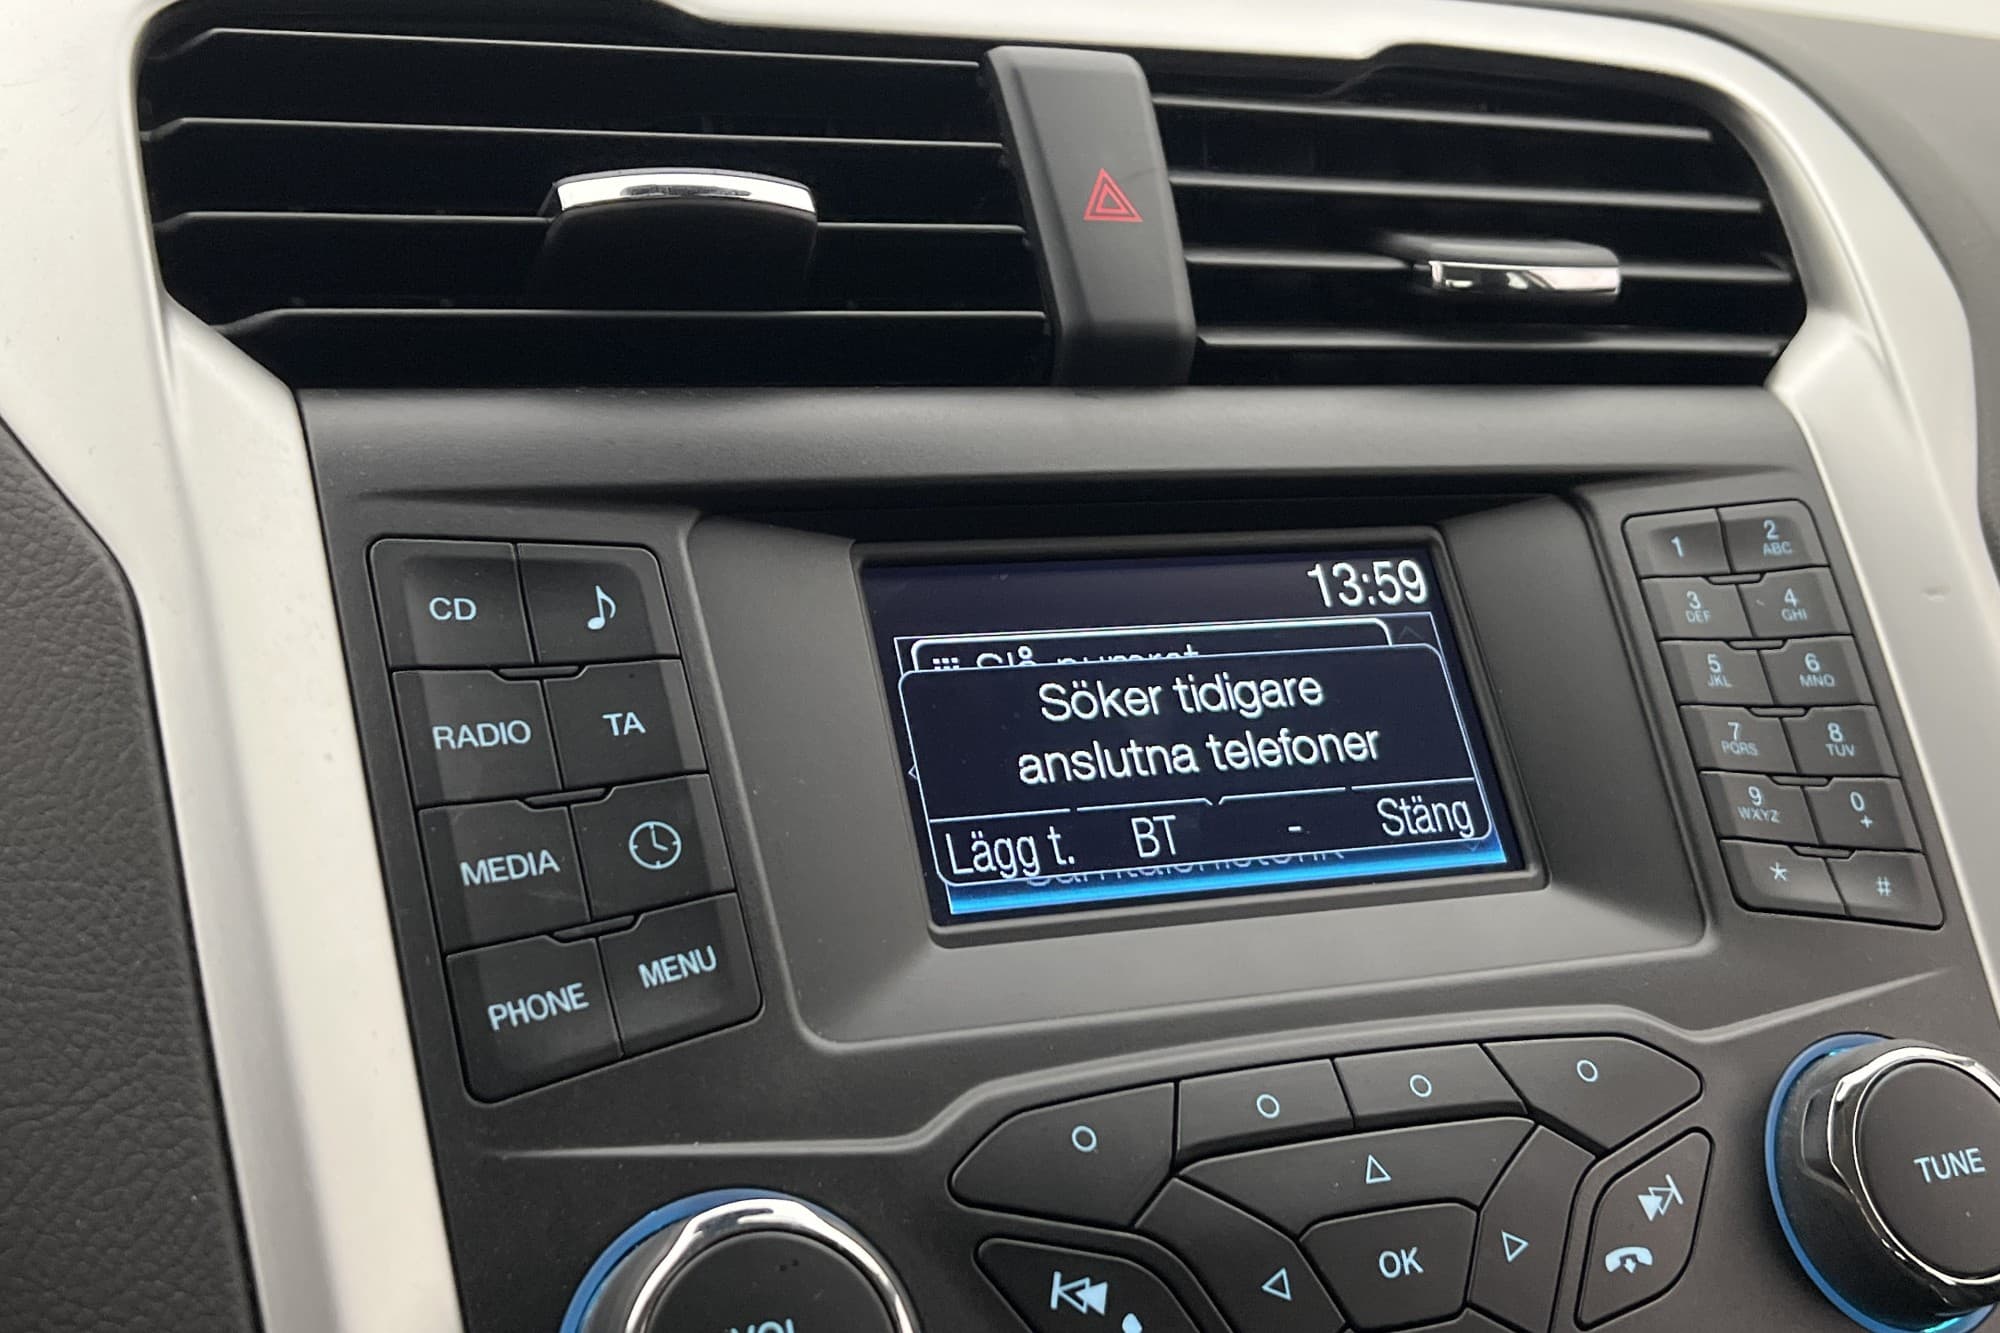 13:59
Söker tidigare
anslutna telefoner
Lägg t. BT - Stäng
CD
RADIO TA
MEDIA
PHONE MENU
1 2 ABC
3 DEF 4 GHI
5 JKL 6 MNO
7 PQRS 8 TUV
9 WXYZ 0 +
* #
OK
TUNE
VOL